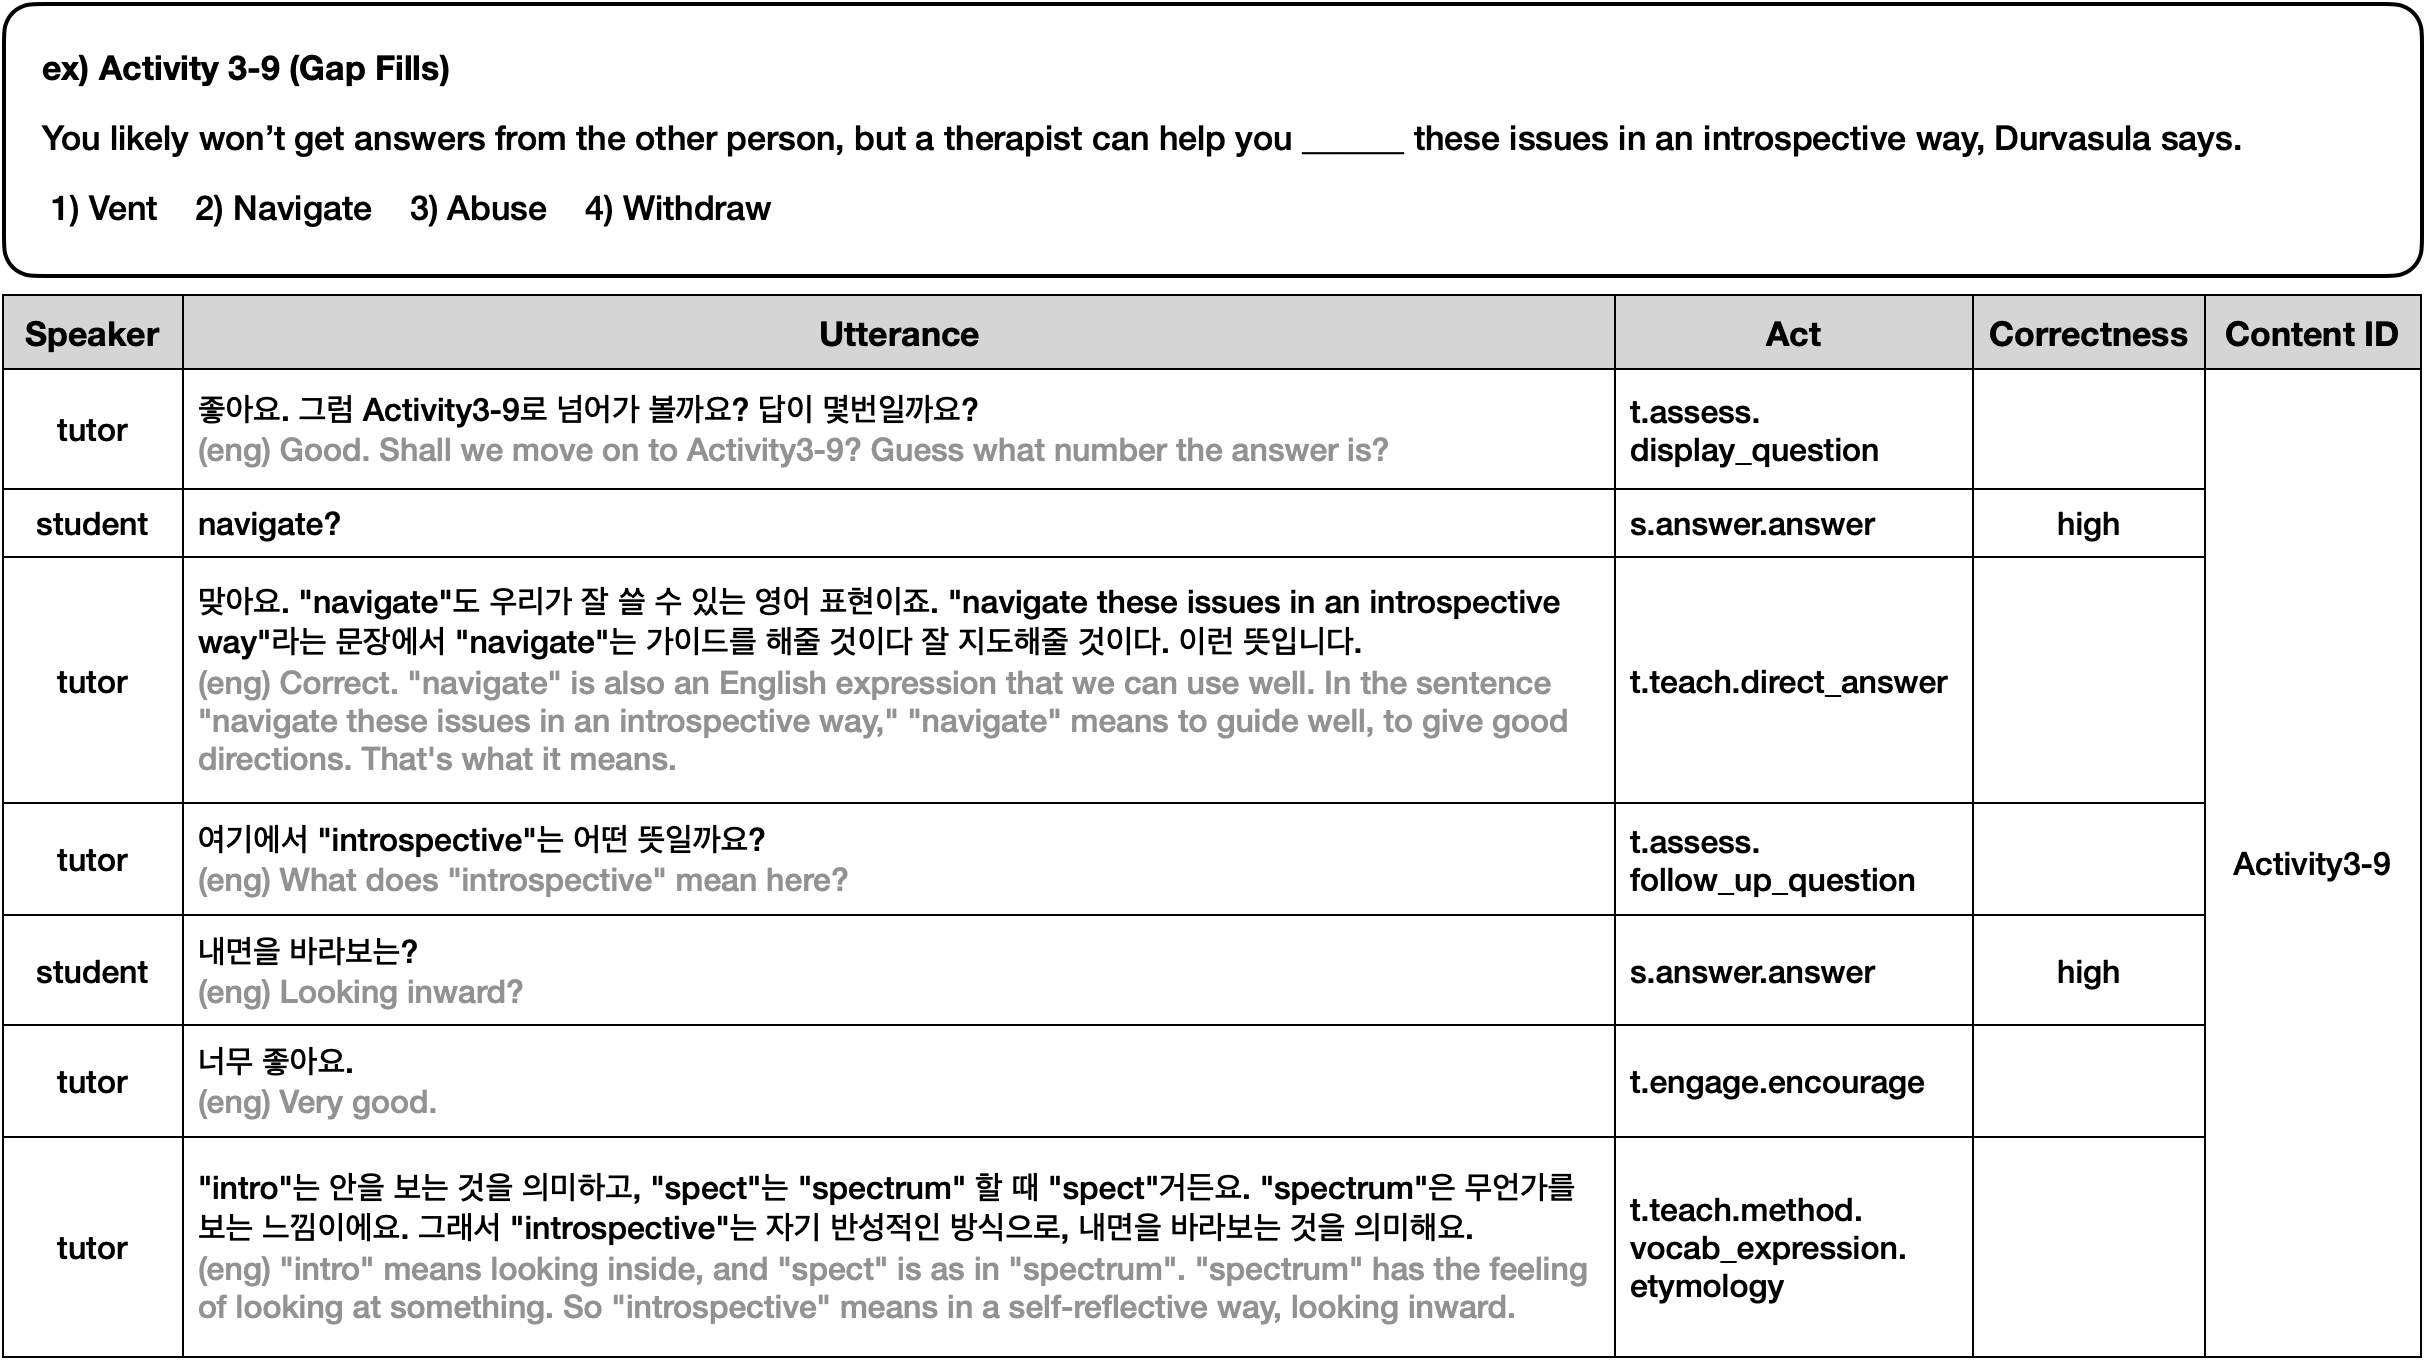 ex) Activity 3-9 (Gap Fills)
You likely won’t get answers from the other person, but a therapist can help you ______ these issues in an introspective way, Durvasula says.
1) Vent 2) Navigate 3) Abuse 4) Withdraw
Speaker Utterance Act Correctness Content ID
tutor
좋아요. 그럼 Activity3-9로 넘어가 볼까요? 답이 몇번일까요?
(eng) Good. Shall we move on to Activity3-9? Guess what number the answer is?
t.assess.
display_question
student navigate? s.answer.answer high
tutor
맞아요. "navigate"도 우리가 잘 쓸 수 있는 영어 표현이죠. "navigate these issues in an introspective
way"라는 문장에서 "navigate"는 가이드를 해줄 것이다 잘 지도해줄 것이다. 이런 뜻입니다.
(eng) Correct. "navigate" is also an English expression that we can use well. In the sentence
"navigate these issues in an introspective way," "navigate" means to guide well, to give good
directions. That's what it means.
t.teach.direct_answer
tutor
여기에서 "introspective"는 어떤 뜻일까요?
(eng) What does "introspective" mean here?
t.assess.
follow_up_question
Activity3-9
student
내면을 바라보는?
(eng) Looking inward?
s.answer.answer
high
tutor
너무 좋아요.
(eng) Very good.
t.engage.encourage
tutor
"intro"는 안을 보는 것을 의미하고, "spect"는 "spectrum" 할 때 "spect"거든요. "spectrum"은 무언가를
보는 느낌이에요. 그래서 "introspective"는 자기 반성적인 방식으로, 내면을 바라보는 것을 의미해요.
(eng) "intro" means looking inside, and "spect" is as in "spectrum". "spectrum" has the feeling
of looking at something. So "introspective" means in a self-reflective way, looking inward.
t.teach.method.
vocab_expression.
etymology